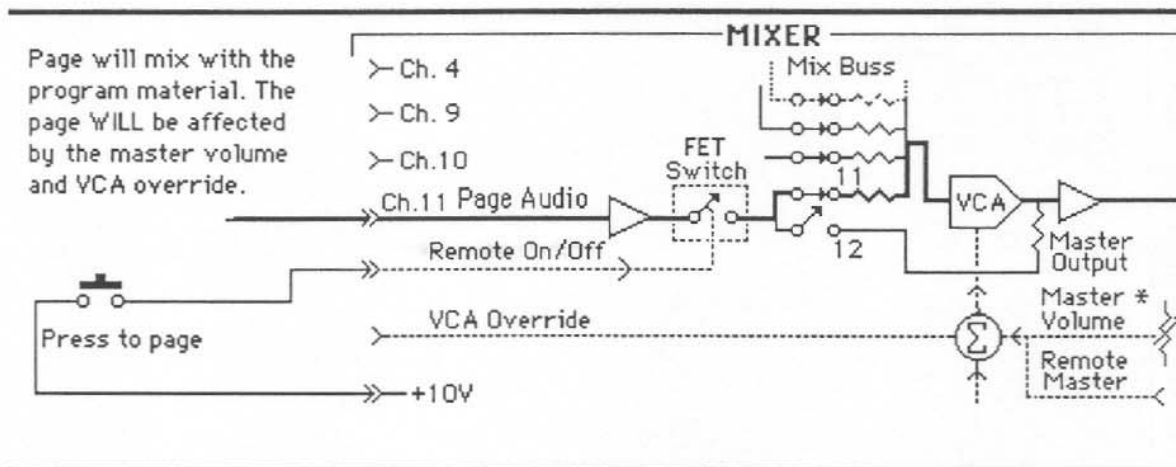 MIXER
Page will mix with the
program material. The
page WILL be affected
by the master volume
and VCA override.
Ch. 4
Ch. 9
Ch.10
Mix Buss
FET
Switch
11
Ch.11 Page Audio
VCA
12
Remote On/Off
Master
Output
Press to page
VCA Override
Master *
Volume
Σ
Remote
Master
+10V